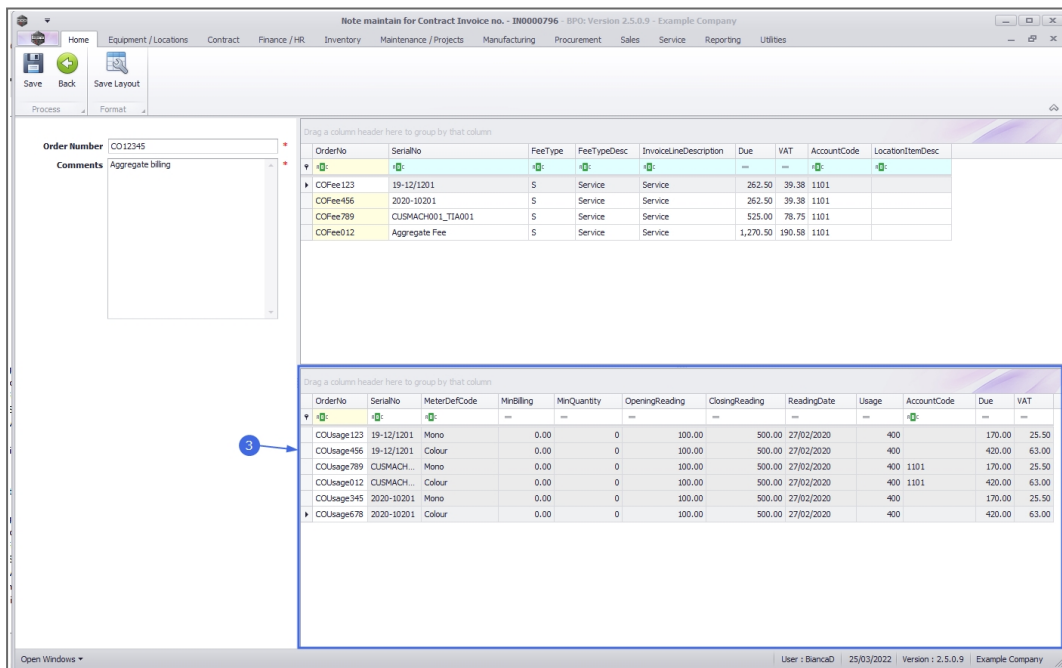 Note maintain for Contract Invoice no. - IN0000796 - BPO: Version 2.5.0.9 - Example Company
Home Equipment / Locations Contract Finance / HR Inventory Maintenance / Projects Manufacturing Procurement Sales Service Reporting Utilities
Save Back Save Layout
Process Format
Order Number CO12345 *
Comments Aggregate billing *
Drag a column header here to group by that column
OrderNo SerialNo FeeType FeeTypeDesc InvoiceLineDescription Due VAT AccountCode LocationItemDesc
COFee123 19-12/1201 S Service Service 262.50 39.38 1101
COFee456 2020-10201 S Service Service 262.50 39.38 1101
COFee789 CUSMACH001_TIA001 S Service Service 525.00 78.75 1101
COFee012 Aggregate Fee S Service Service 1,270.50 190.58 1101
Drag a column header here to group by that column
OrderNo SerialNo MeterDefCode MinBilling MinQuantity OpeningReading ClosingReading ReadingDate Usage AccountCode Due VAT
COUsage123 19-12/1201 Mono 0.00 0 100.00 500.00 27/02/2020 400 170.00 25.50
3
COUsage456 19-12/1201 Colour 0.00 0 100.00 500.00 27/02/2020 400 420.00 63.00
COUsage789 CUSMACH... Mono 0.00 0 100.00 500.00 27/02/2020 400 1101 170.00 25.50
COUsage012 CUSMACH... Colour 0.00 0 100.00 500.00 27/02/2020 400 1101 420.00 63.00
COUsage345 2020-10201 Mono 0.00 0 100.00 500.00 27/02/2020 400 170.00 25.50
COUsage678 2020-10201 Colour 0.00 0 100.00 500.00 27/02/2020 400 420.00 63.00
Open Windows User : BiancaD 25/03/2022 Version : 2.5.0.9 Example Company